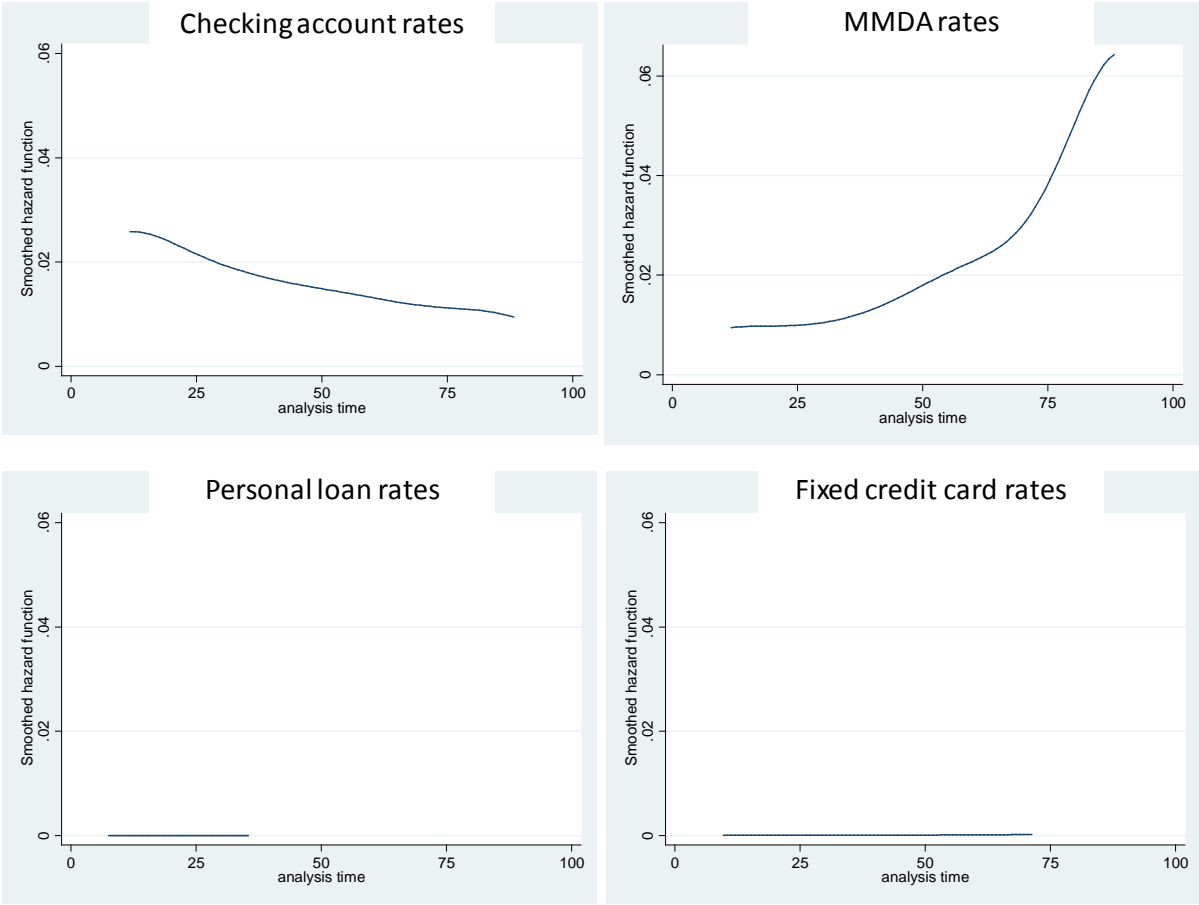 Checking account rates
Smoothed hazard function
.06
.04
.02
0
0 25 50 75 100
analysis time
MMDA rates
Smoothed hazard function
.06
.04
.02
0
0 25 50 75 100
analysis time
Personal loan rates
Smoothed hazard function
.06
.04
.02
0
0 25 50 75 100
analysis time
Fixed credit card rates
Smoothed hazard function
.06
.04
.02
0
0 25 50 75 100
analysis time